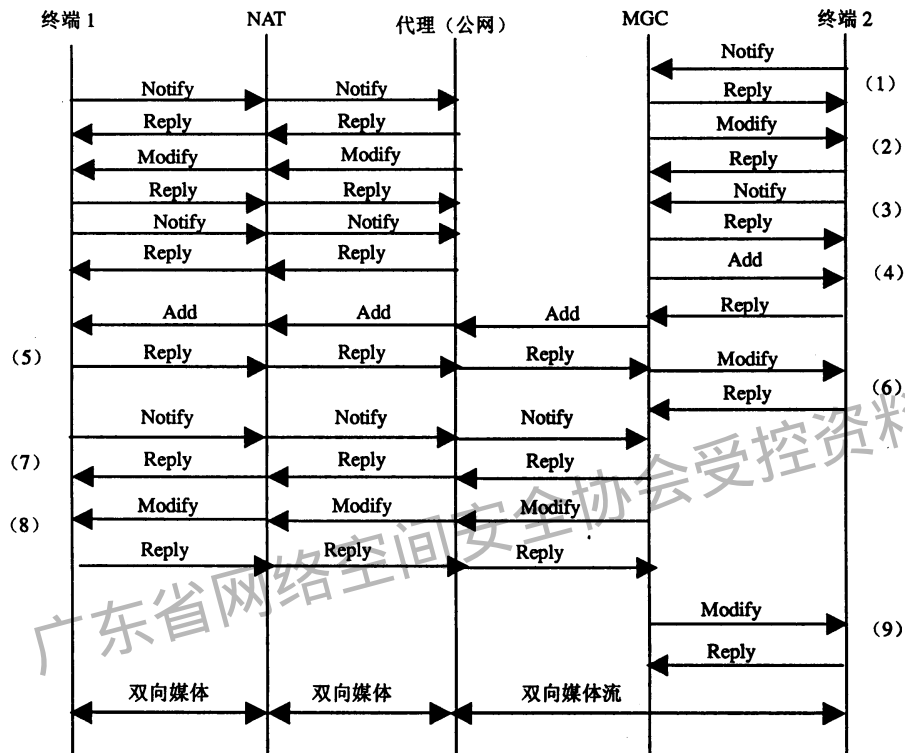 终端 1 NAT 代理（公网） MGC 终端 2
Notify
（1）
Notify Notify Reply
Reply Reply Modify
（2）
Modify Modify Reply
Reply Reply Notify
（3）
Notify Notify Reply
Reply Reply Add
（4）
Add Add Add Reply
（5） Reply Reply Reply Modify
（6）
Reply
Notify Notify Notify
（7） Reply Reply Reply
（8） Modify Modify Modify
Reply Reply Reply
Modify
（9）
Reply
双向媒体 双向媒体 双向媒体流
广东省网络空间安全协会受控资料